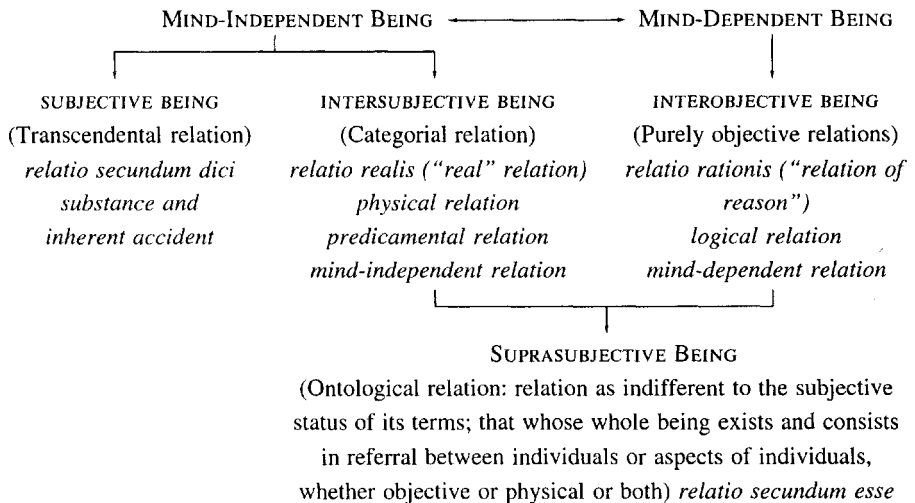 MIND-INDEPENDENT BEING MIND-DEPENDENT BEING
SUBJECTIVE BEING INTERSUBJECTIVE BEING INTEROBJECTIVE BEING
(Transcendental relation) (Categorial relation) (Purely objective relations)
relatio secundum dici relatio realis (“real” relation) relatio rationis (“relation of
substance and physical relation reason”)
inherent accident predicamental relation logical relation
mind-independent relation mind-dependent relation
SUPRASUBJECTIVE BEING
(Ontological relation: relation as indifferent to the subjective
status of its terms; that whose whole being exists and consists
in referral between individuals or aspects of individuals,
whether objective or physical or both) relatio secundum esse